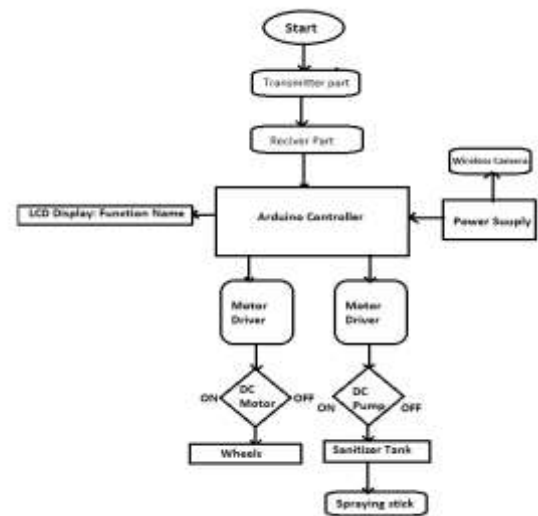 Start
Transmitter part
Reciver Part
Wireless Camera
LCD Display: Function Name
Arduino Controller
Power Supply
Motor
Driver
Motor
Driver
ON
DC
Motor
OFF
ON
DC
Pump
OFF
Wheels
Sanitizer Tank
Spraying stick